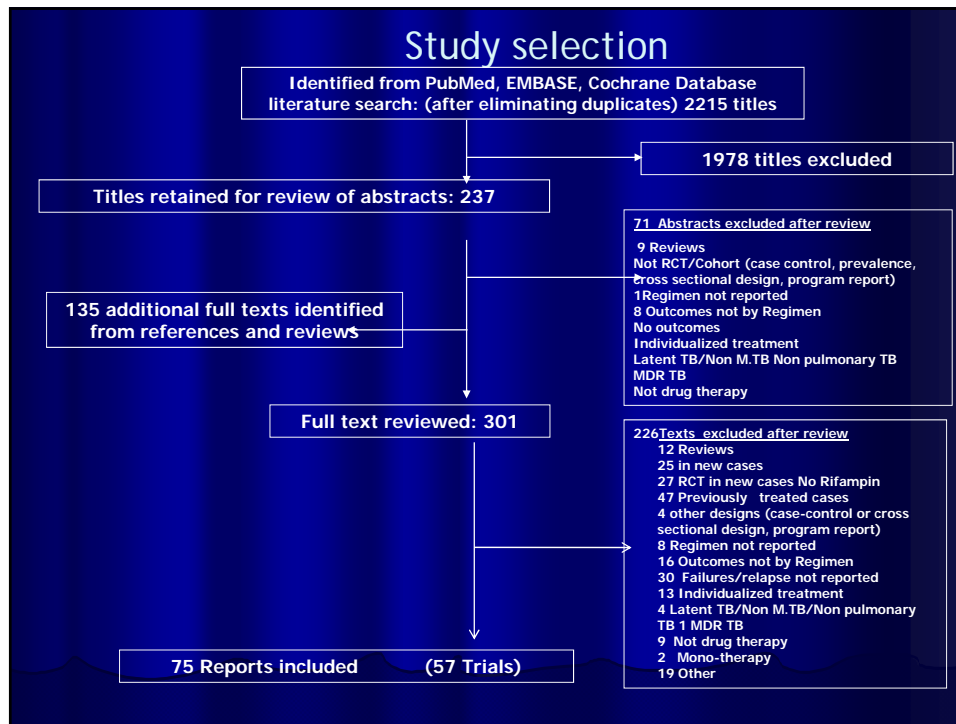 Study selection
Identified from PubMed, EMBASE, Cochrane Database
literature search: (after eliminating duplicates) 2215 titles
1978 titles excluded
Titles retained for review of abstracts: 237
71 Abstracts excluded after review
9 Reviews
Not RCT/Cohort (case control, prevalence,
cross sectional design, program report)
1Regimen not reported
8 Outcomes not by Regimen
No outcomes
Individualized treatment
Latent TB/Non M.TB Non pulmonary TB
MDR TB
Not drug therapy
135 additional full texts identified
from references and reviews
Full text reviewed: 301
226Texts excluded after review
12 Reviews
25 in new cases
27 RCT in new cases No Rifampin
47 Previously treated cases
4 other designs (case-control or cross
sectional design, program report)
8 Regimen not reported
16 Outcomes not by Regimen
30 Failures/relapse not reported
13 Individualized treatment
4 Latent TB/Non M.TB/Non pulmonary
TB 1 MDR TB
9 Not drug therapy
2 Mono-therapy
19 Other
75 Reports included (57 Trials)